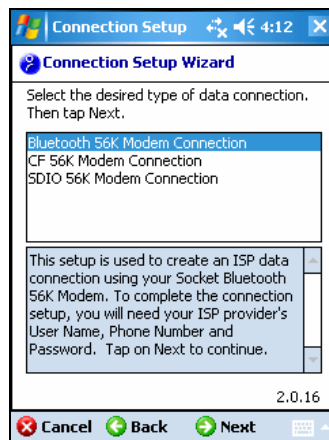 Connection Setup 4:12
Connection Setup Wizard
Select the desired type of data connection.
Then tap Next.
Bluetooth 56K Modem Connection
CF 56K Modem Connection
SDIO 56K Modem Connection
This setup is used to create an ISP data
connection using your Socket Bluetooth
56K Modem. To complete the connection
setup, you will need your ISP provider's
User Name, Phone Number and
Password. Tap on Next to continue.
2.0.16
Cancel Back Next